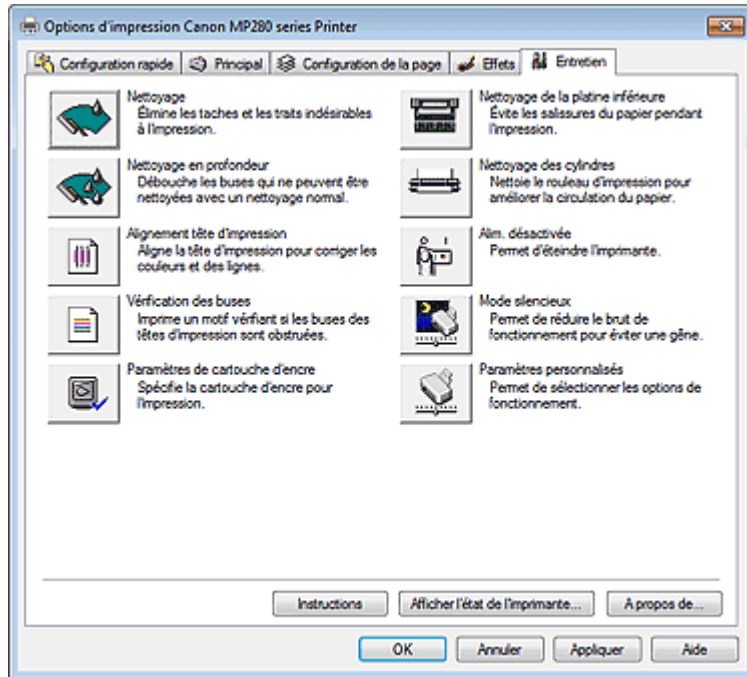 Options d'impression Canon MP280 series Printer
Configuration rapide
Principal
Configuration de la page
Effets
Entretien
Nettoyage
Élimine les taches et les traits indésirables
à l'impression.
Nettoyage en profondeur
Débouche les buses qui ne peuvent être
nettoyées avec un nettoyage normal.
Alignement tête d'impression
Aligne la tête d'impression pour corriger les
couleurs et des lignes.
Vérification des buses
Imprime un motif vérifiant si les buses des
têtes d'impression sont obstruées.
Paramètres de cartouche d'encre
Spécifie la cartouche d'encre pour
l'impression.
Nettoyage de la platine inférieure
Évite les salissures du papier pendant
l'impression.
Nettoyage des cylindres
Nettoie le rouleau d'impression pour
améliorer la circulation du papier.
Alim. désactivée
Permet d'éteindre l'imprimante.
Mode silencieux
Permet de réduire le bruit de
fonctionnement pour éviter une gêne.
Paramètres personnalisés
Permet de sélectionner les options de
fonctionnement.
Instructions
Afficher l'état de l'imprimante...
A propos de...
OK
Annuler
Appliquer
Aide